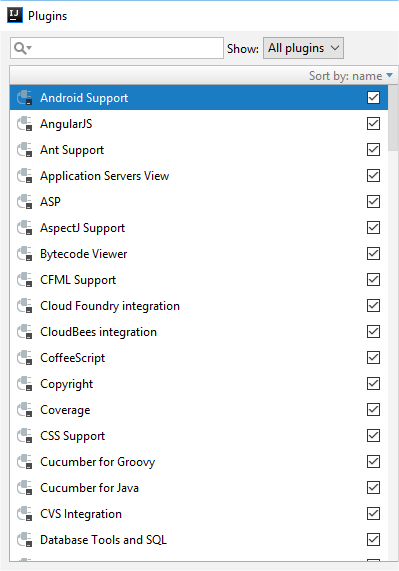 IJ Plugins
Show: All plugins
Sort by: name
Android Support
AngularJS
Ant Support
Application Servers View
ASP
AspectJ Support
Bytecode Viewer
CFML Support
Cloud Foundry integration
CloudBees integration
CoffeeScript
Copyright
Coverage
CSS Support
Cucumber for Groovy
Cucumber for Java
CVS Integration
Database Tools and SQL